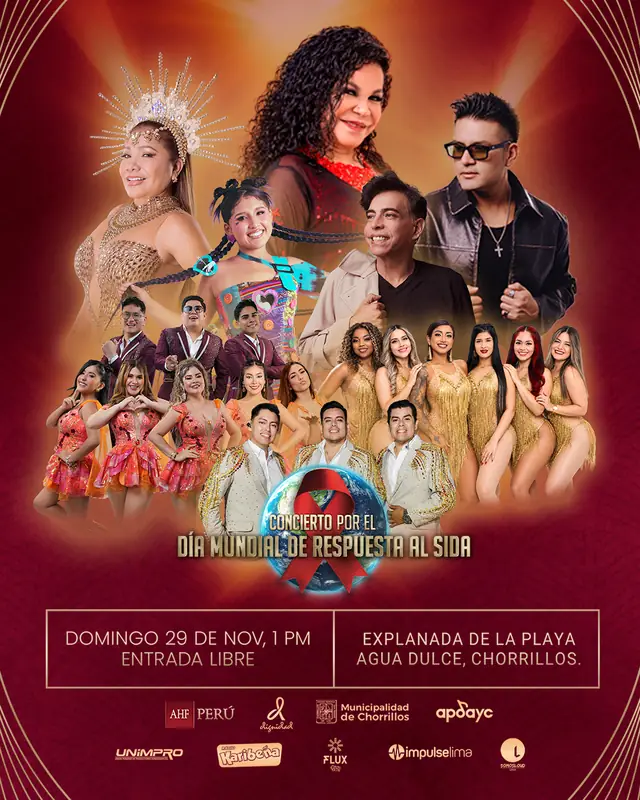 CONCIERTO POR EL
DÍA MUNDIAL DE RESPUESTA AL SIDA
DOMINGO 29 DE NOV, 1 PM
ENTRADA LIBRE
EXPLANADA DE LA PLAYA
AGUA DULCE, CHORRILLOS.
AHF PERÚ
dignidad
Municipalidad
de Chorrillos
apdayc
UNIMPRO
Karibeña
FLUX
impulselima